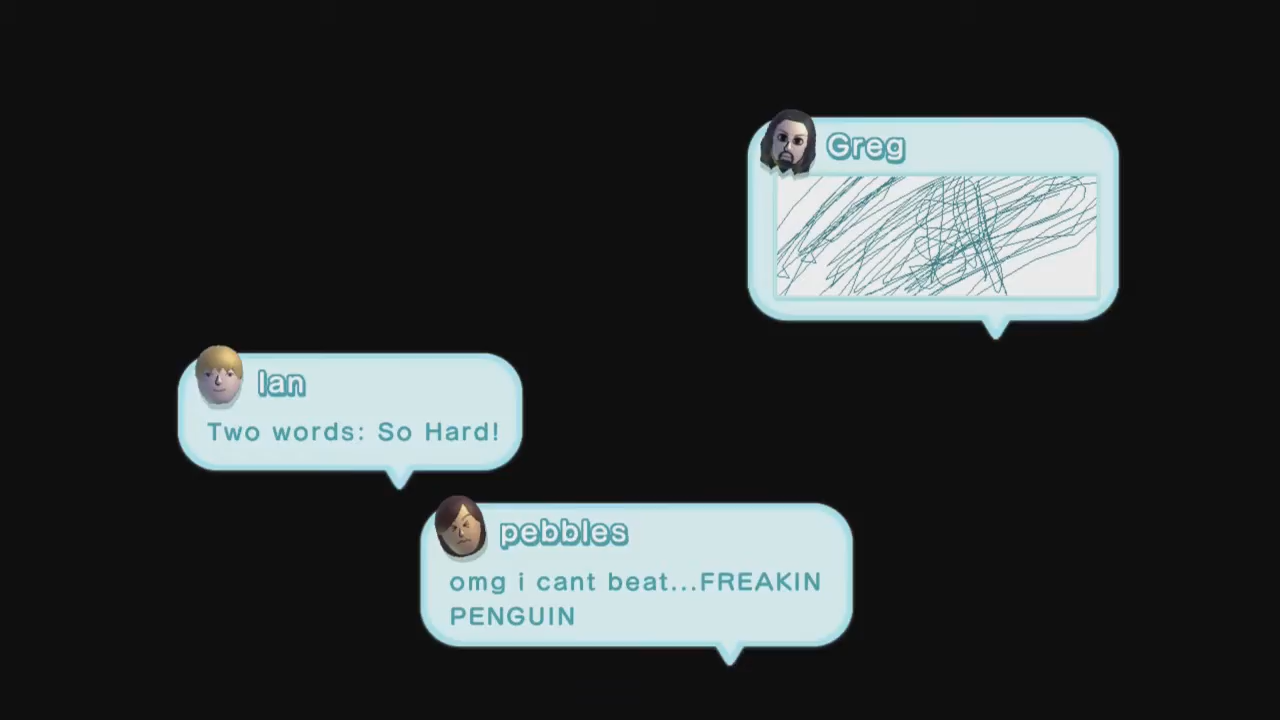 Greg
Ian
Two words: So Hard!
pebbles
omg i cant beat...FREAKIN
PENGUIN